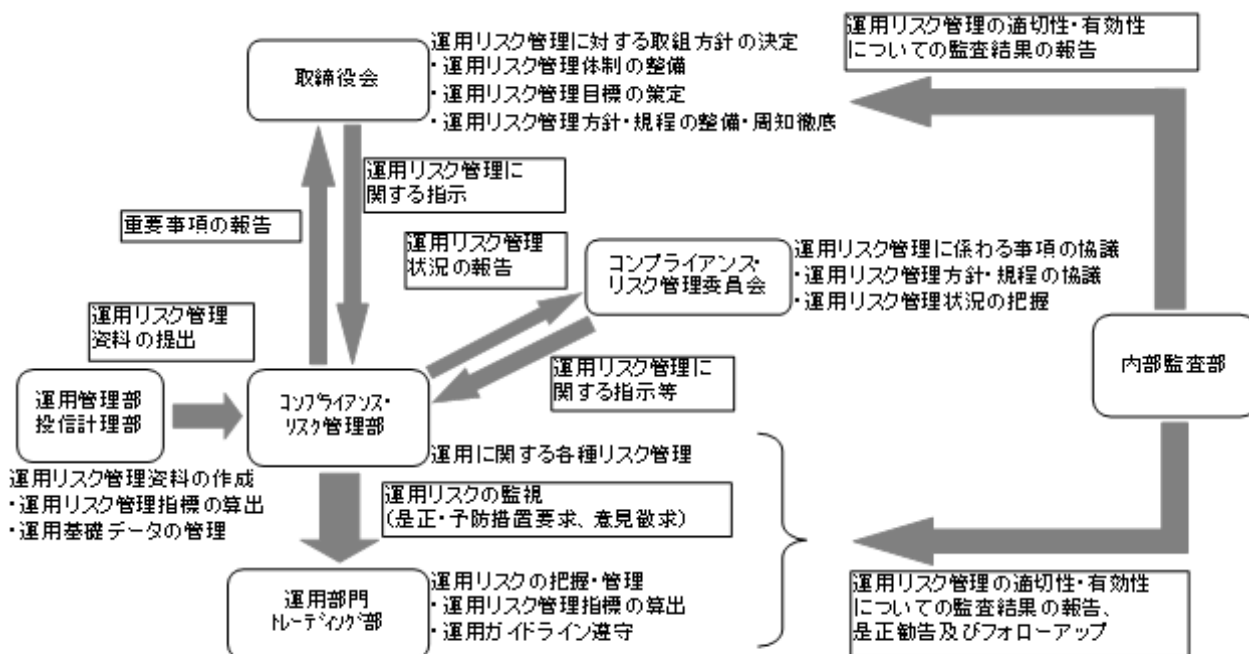 取締役会
運用リスク管理に対する取組方針の決定
・運用リスク管理体制の整備
・運用リスク管理目標の策定
・運用リスク管理方針・規程の整備・周知徹底
運用リスク管理の適切性・有効性
についての監査結果の報告
運用リスク管理に
関する指示
重要事項の報告
運用リスク管理
状況の報告
コンプライアンス・
リスク管理委員会
運用リスク管理に係わる事項の協議
・運用リスク管理方針・規程の協議
・運用リスク管理状況の把握
運用リスク管理
資料の提出
運用リスク管理に
関する指示等
内部監査部
運用管理部
投信計理部
コンプライアンス・
リスク管理部
運用に関する各種リスク管理
運用リスク管理資料の作成
・運用リスク管理指標の算出
・運用基礎データの管理
運用リスクの監視
(是正・予防措置要求、意見徴求)
運用部門
トレーディング部
運用リスクの把握・管理
・運用リスク管理指標の算出
・運用ガイドライン遵守
運用リスク管理の適切性・有効性
についての監査結果の報告、
是正勧告及びフォローアップ